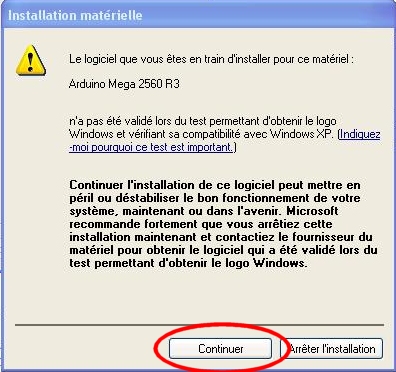 Installation matérielle
Le logiciel que vous êtes en train d'installer pour ce matériel :
Arduino Mega 2560 R3
n'a pas été validé lors du test permettant d'obtenir le logo
Windows et vérifiant sa compatibilité avec Windows XP. (Indiquez
-moi pourquoi ce test est important.)
Continuer l'installation de ce logiciel peut mettre en
péril ou déstabiliser le bon fonctionnement de votre
système, maintenant ou dans l'avenir. Microsoft
recommande fortement que vous arrêtiez cette
installation maintenant et contactiez le fournisseur du
matériel pour obtenir le logiciel qui a été validé lors du
test permettant d'obtenir le logo Windows.
Continuer
Arrêter l'installation